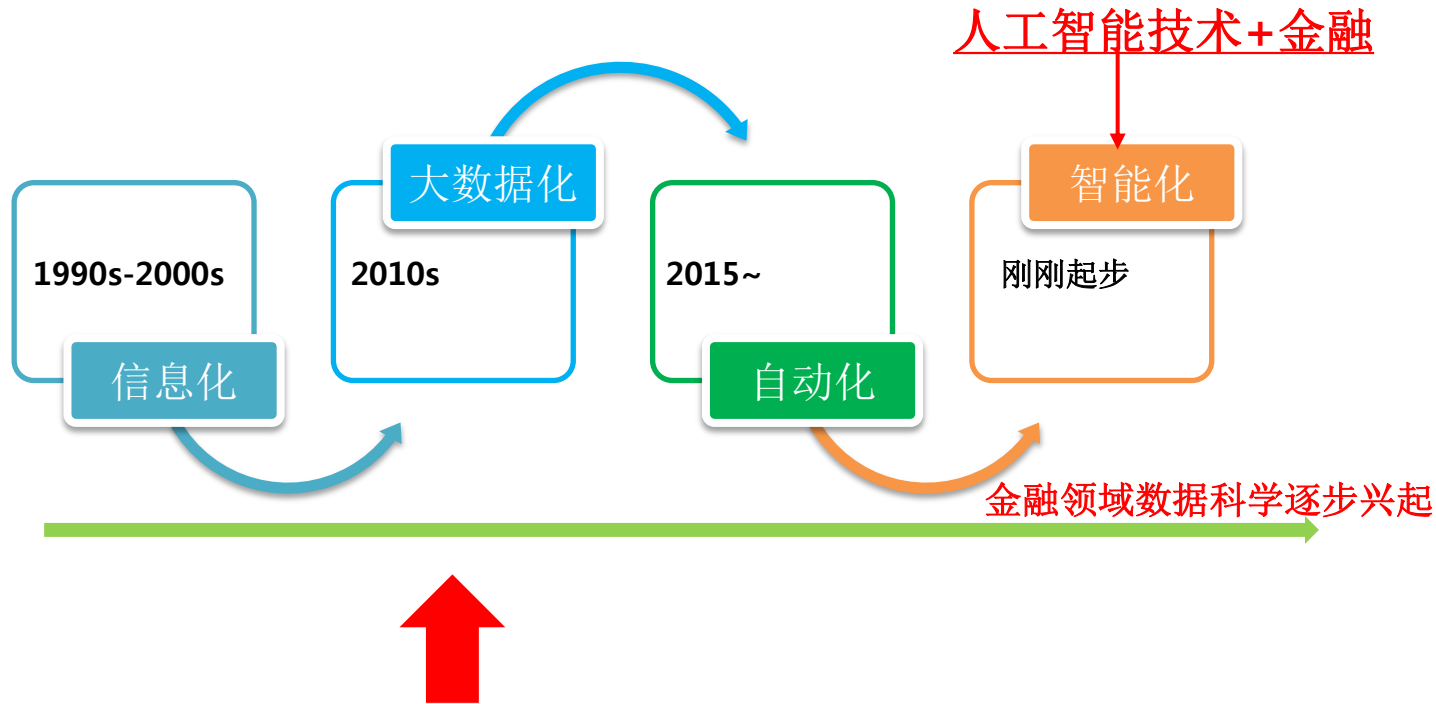 人工智能技术+金融
大数据化
智能化
1990s-2000s
2010s
2015~
刚刚起步
信息化
自动化
金融领域数据科学逐步兴起